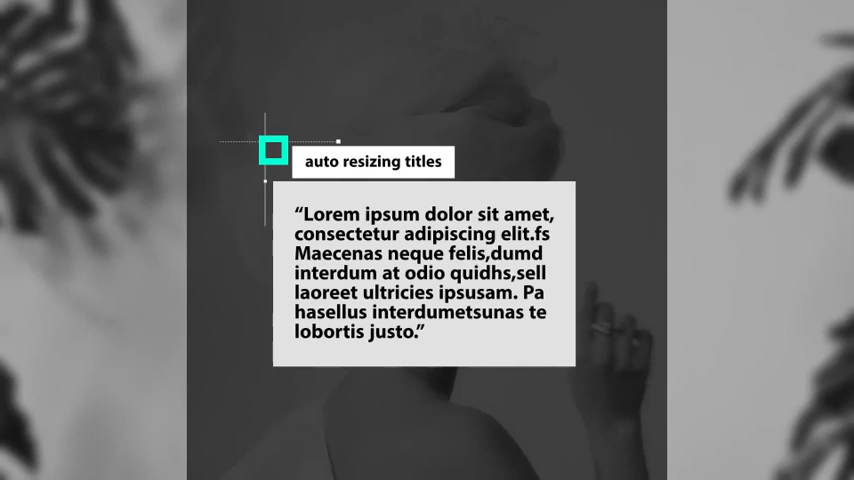 auto resizing titles
“Lorem ipsum dolor sit amet,
consectetur adipiscing elit.fs
Maecenas neque felis,dumd
interdum at odio quidhs,sell
laoreet ultricies ipsusam. Pa
hasellus interdumetsunas te
lobortis justo.”